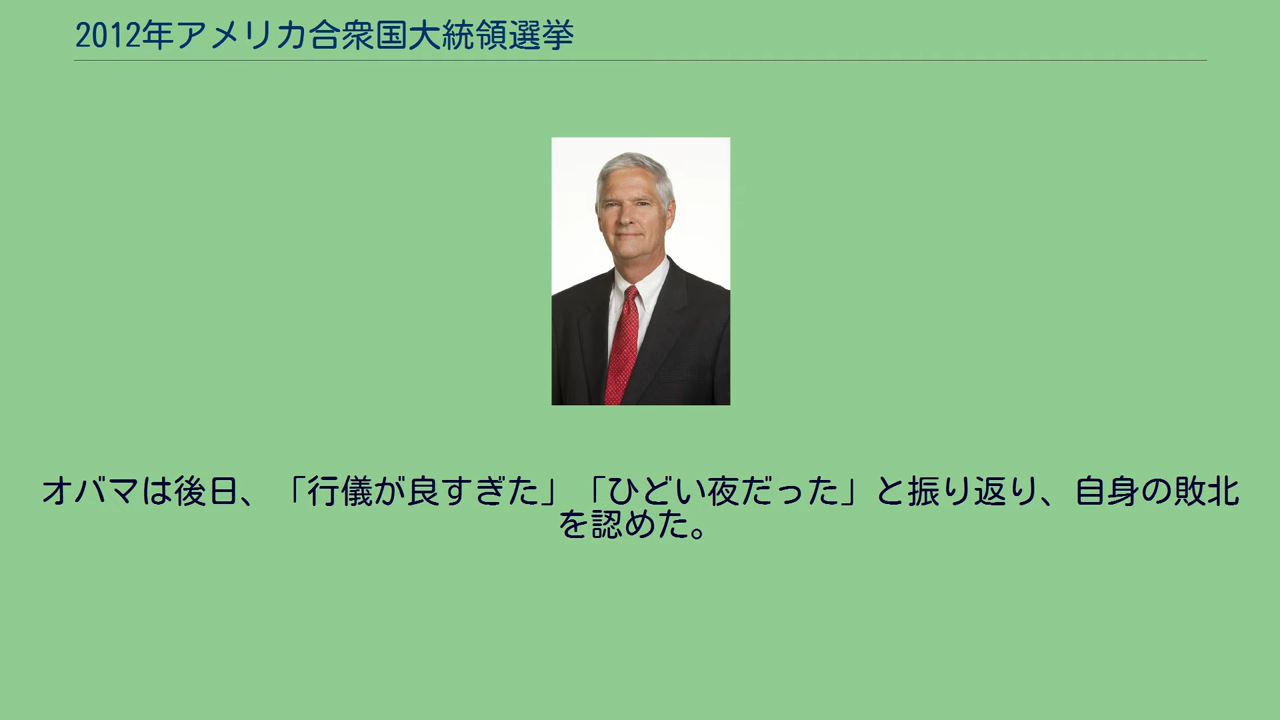 2012年アメリカ合衆国大統領選挙
オバマは後日、「行儀が良すぎた」「ひどい夜だった」と振り返り、自身の敗北
を認めた。